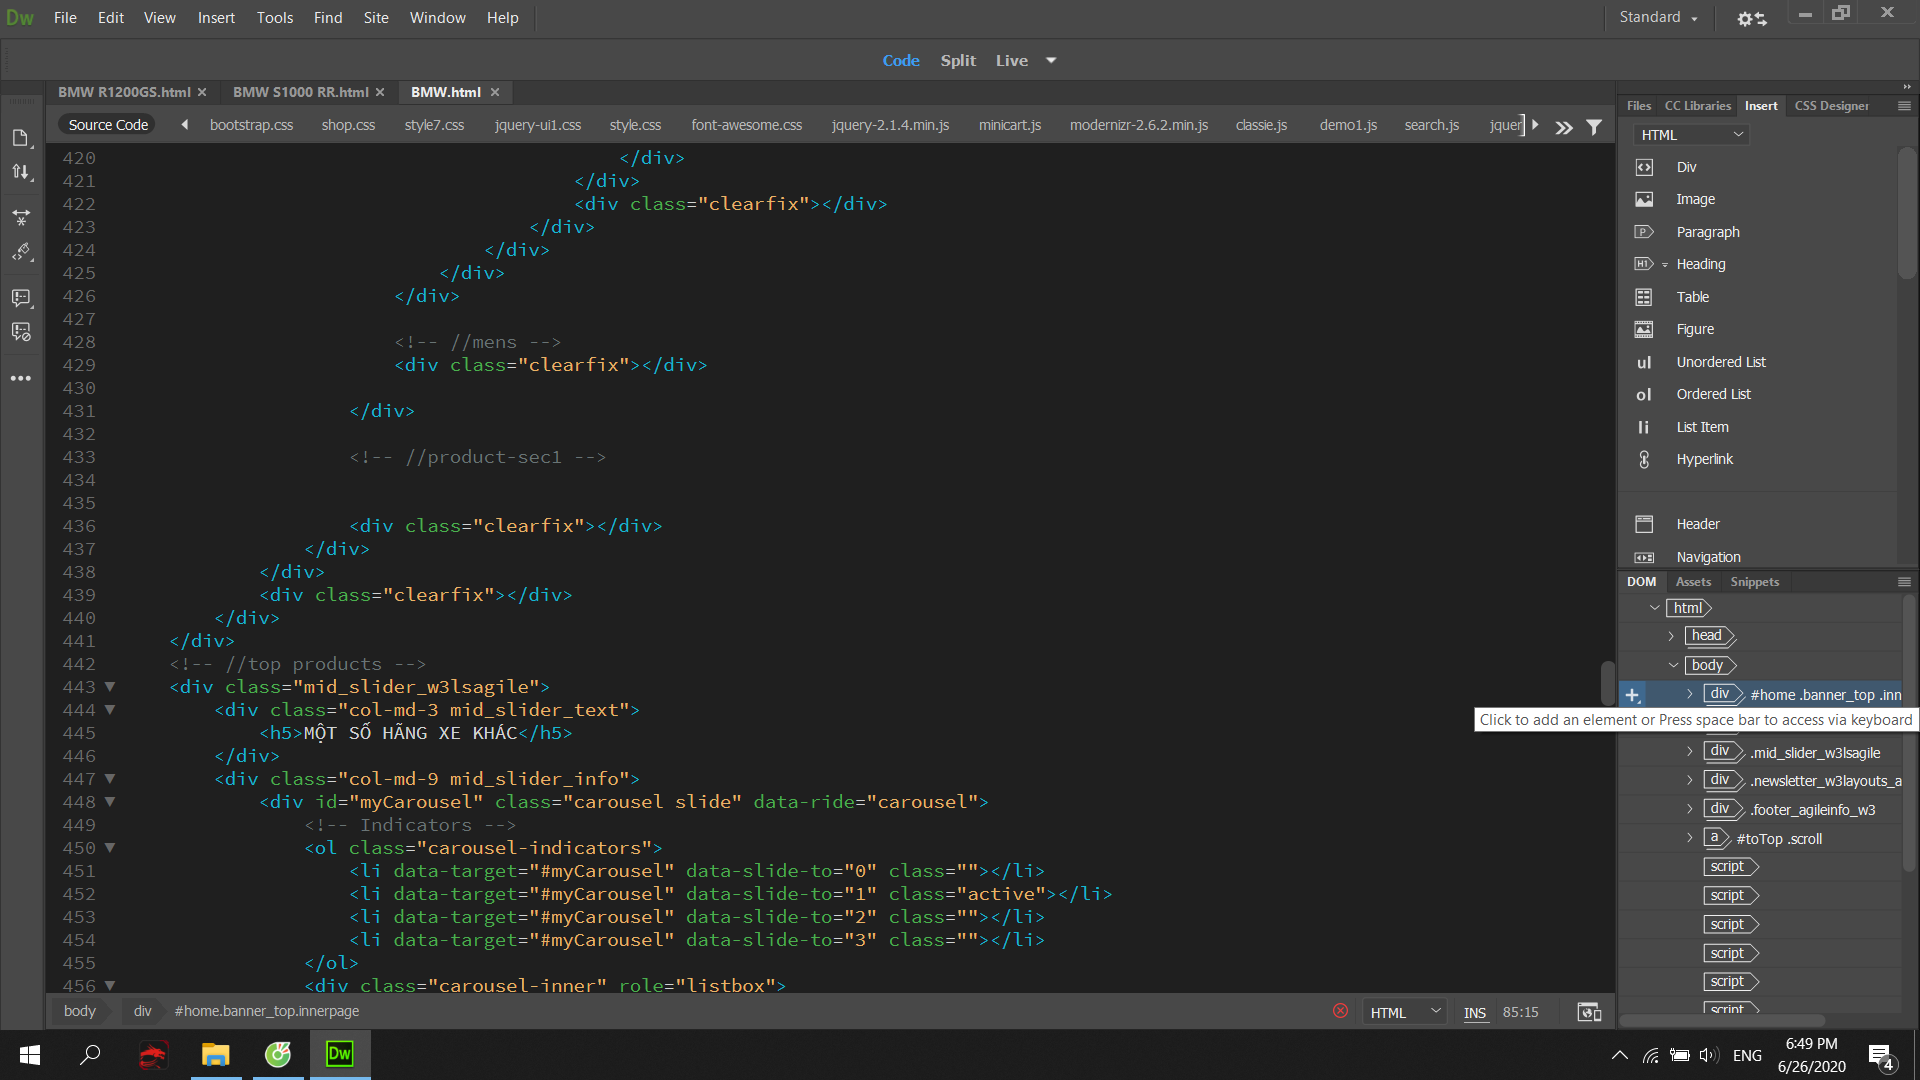 Dw File Edit View Insert Tools Find Site Window Help Standard
Code Split Live
BMW R1200GS.html BMW S1000 RR.html BMW.html
Source Code bootstrap.css shop.css style7.css jquery-ui1.css style.css font-awesome.css jquery-2.1.4.min.js minicart.js modernizr-2.6.2.min.js classie.js demo1.js search.js jquer
420 </div>
421 </div>
422 <div class="clearfix"></div>
423 </div>
424 </div>
425 </div>
426 </div>
427
428 <!-- //mens -->
429 <div class="clearfix"></div>
430
431 </div>
432
433 <!-- //product-sec1 -->
434
435
436 <div class="clearfix"></div>
437 </div>
438 </div>
439 <div class="clearfix"></div>
440 </div>
441 </div>
442 <!-- //top products -->
443 <div class="mid_slider_w3lsagile">
444 <div class="col-md-3 mid_slider_text">
445 <h5>MỘT SỐ HÃNG XE KHÁC</h5>
446 </div>
447 <div class="col-md-9 mid_slider_info">
448 <div id="myCarousel" class="carousel slide" data-ride="carousel">
449 <!-- Indicators -->
450 <ol class="carousel-indicators">
451 <li data-target="#myCarousel" data-slide-to="0" class=""></li>
452 <li data-target="#myCarousel" data-slide-to="1" class="active"></li>
453 <li data-target="#myCarousel" data-slide-to="2" class=""></li>
454 <li data-target="#myCarousel" data-slide-to="3" class=""></li>
455 </ol>
456 <div class="carousel-inner" role="listbox">
body div #home.banner_top.innerpage HTML INS 85:15
Files CC Libraries Insert CSS Designer
HTML
Div
Image
Paragraph
H1 Heading
Table
Figure
ul Unordered List
ol Ordered List
li List Item
Hyperlink
Header
Navigation
DOM Assets Snippets
html
head
body
div #home .banner_top .inn
Click to add an element or Press space bar to access via keyboard
div .mid_slider_w3lsagile
div .newsletter_w3layouts_a
div .footer_agileinfo_w3
a #toTop .scroll
script
script
script
script
script
script
Dw ENG 6:49 PM
6/26/2020 4